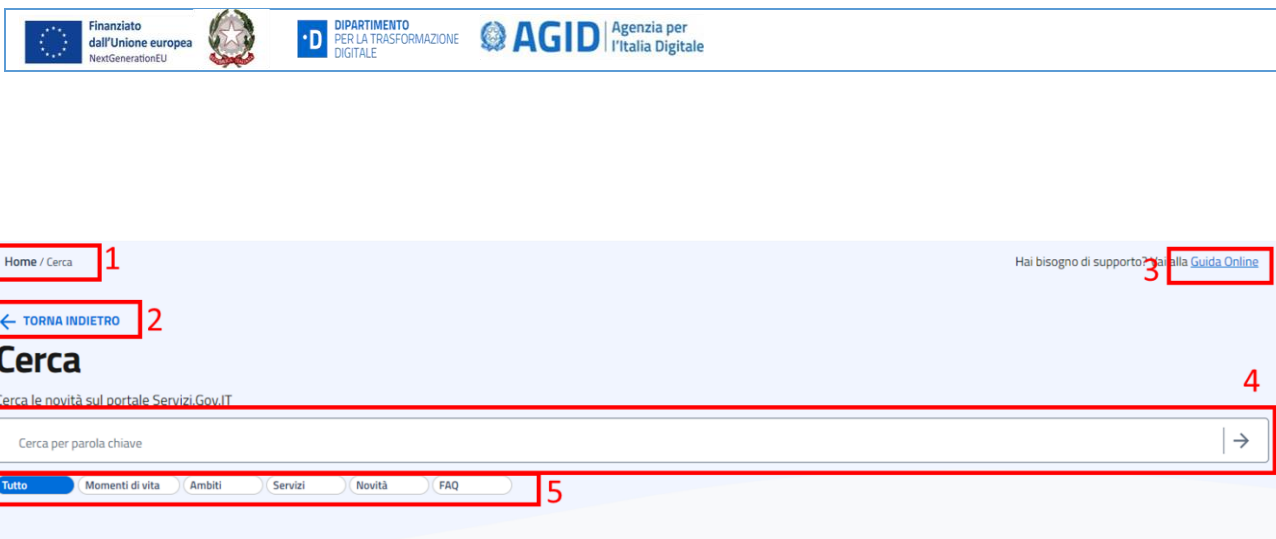 Finanziato
dall'Unione europea
NextGenerationEU
·D
DIPARTIMENTO
PER LA TRASFORMAZIONE
DIGITALE
AGID
Agenzia per
l'Italia Digitale
Home / Cerca
1
Hai bisogno di supporto? Vai alla Guida Online
3
← TORNA INDIETRO
2
Cerca
4
Cerca le novità sul portale Servizi.Gov.IT
Cerca per parola chiave
Tutto Momenti di vita Ambiti Servizi Novità FAQ
5